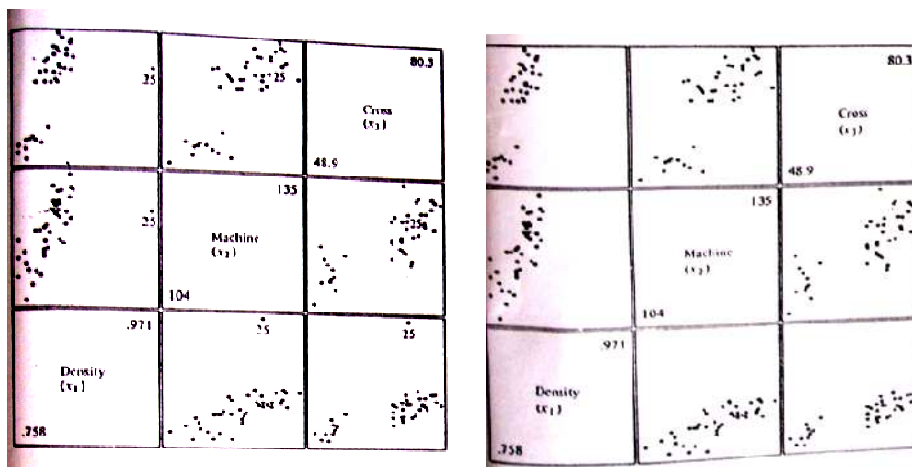 80.3
25
25
Cross
(x₃)
48.9
135
25
Machine
(x₂)
25
104
.971
25
25
Density
(x₁)
.758
80.3
Cross
(x₃)
48.9
135
Machine
(x₂)
104
.971
Density
(x₁)
.758